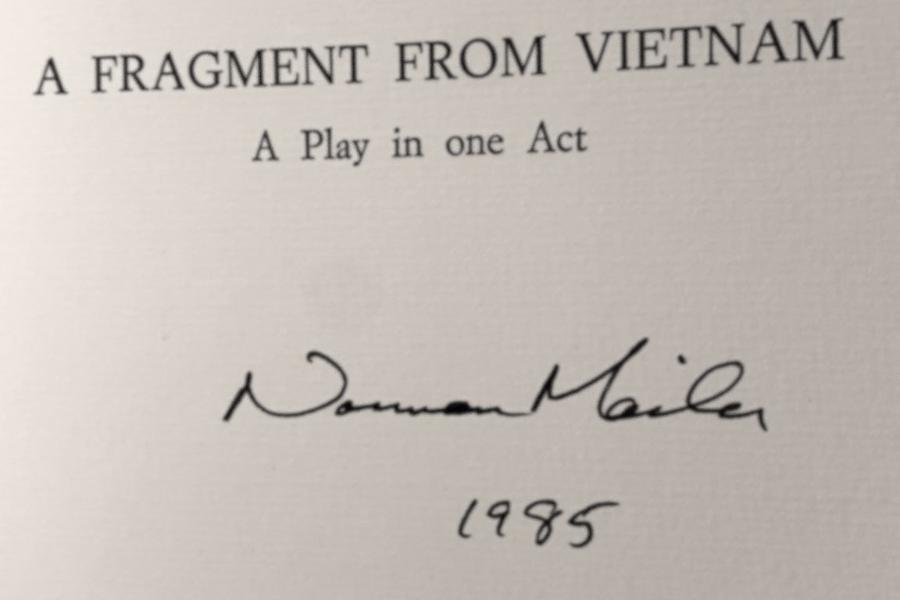 A FRAGMENT FROM VIETNAM
A Play in one Act
Norman Mailer
1985